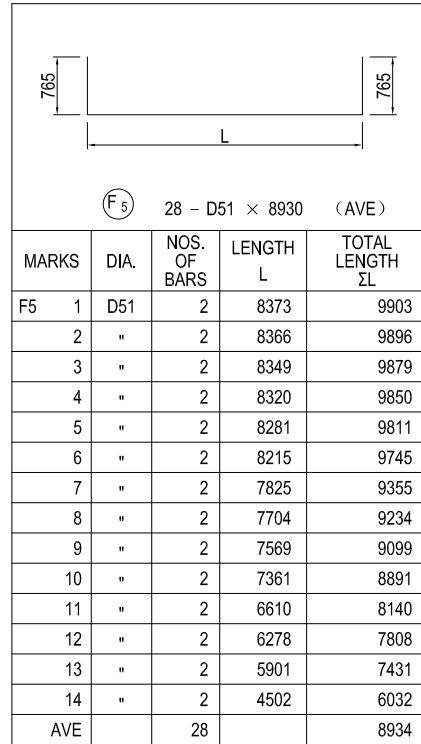 765
765
L
F 5 28 – D51 × 8930 (AVE)
MARKS DIA. NOS. OF BARS LENGTH L TOTAL LENGTH ΣL
F5 1 D51 2 8373 9903
2 " 2 8366 9896
3 " 2 8349 9879
4 " 2 8320 9850
5 " 2 8281 9811
6 " 2 8215 9745
7 " 2 7825 9355
8 " 2 7704 9234
9 " 2 7569 9099
10 " 2 7361 8891
11 " 2 6610 8140
12 " 2 6278 7808
13 " 2 5901 7431
14 " 2 4502 6032
AVE 28 8934